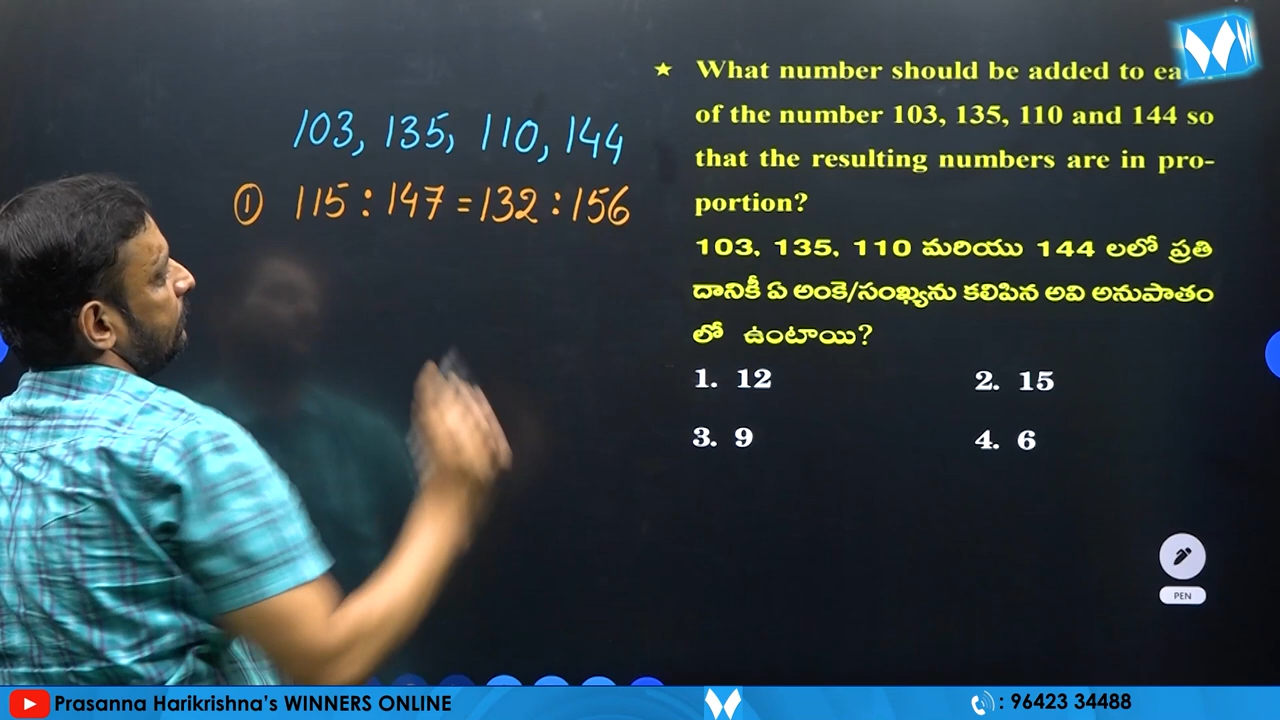 ★ What number should be added to each
of the number 103, 135, 110 and 144 so
that the resulting numbers are in pro-
portion?
103, 135, 110 మరియు 144 లలో ప్రతి
దానికీ ఏ అంకె/సంఖ్యను కలిపిన అవి అనుపాతం
లో ఉంటాయి?
1. 12
2. 15
3. 9
4. 6
103, 135, 110, 144
① 115 : 147 = 132 : 156
PEN
Prasanna Harikrishna's WINNERS ONLINE
: 96423 34488